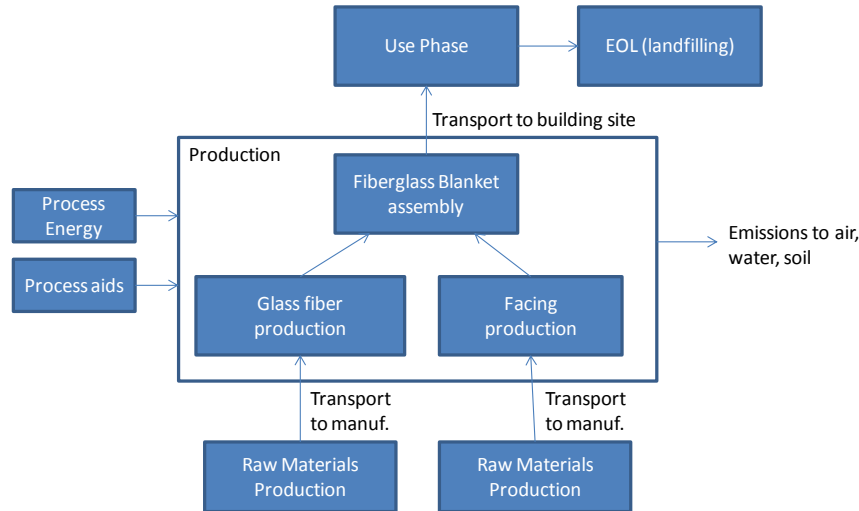 Use Phase
EOL (landfilling)
Transport to building site
Production
Fiberglass Blanket
assembly
Process
Energy
Process aids
Emissions to air,
water, soil
Glass fiber
production
Facing
production
Transport
to manuf.
Transport
to manuf.
Raw Materials
Production
Raw Materials
Production